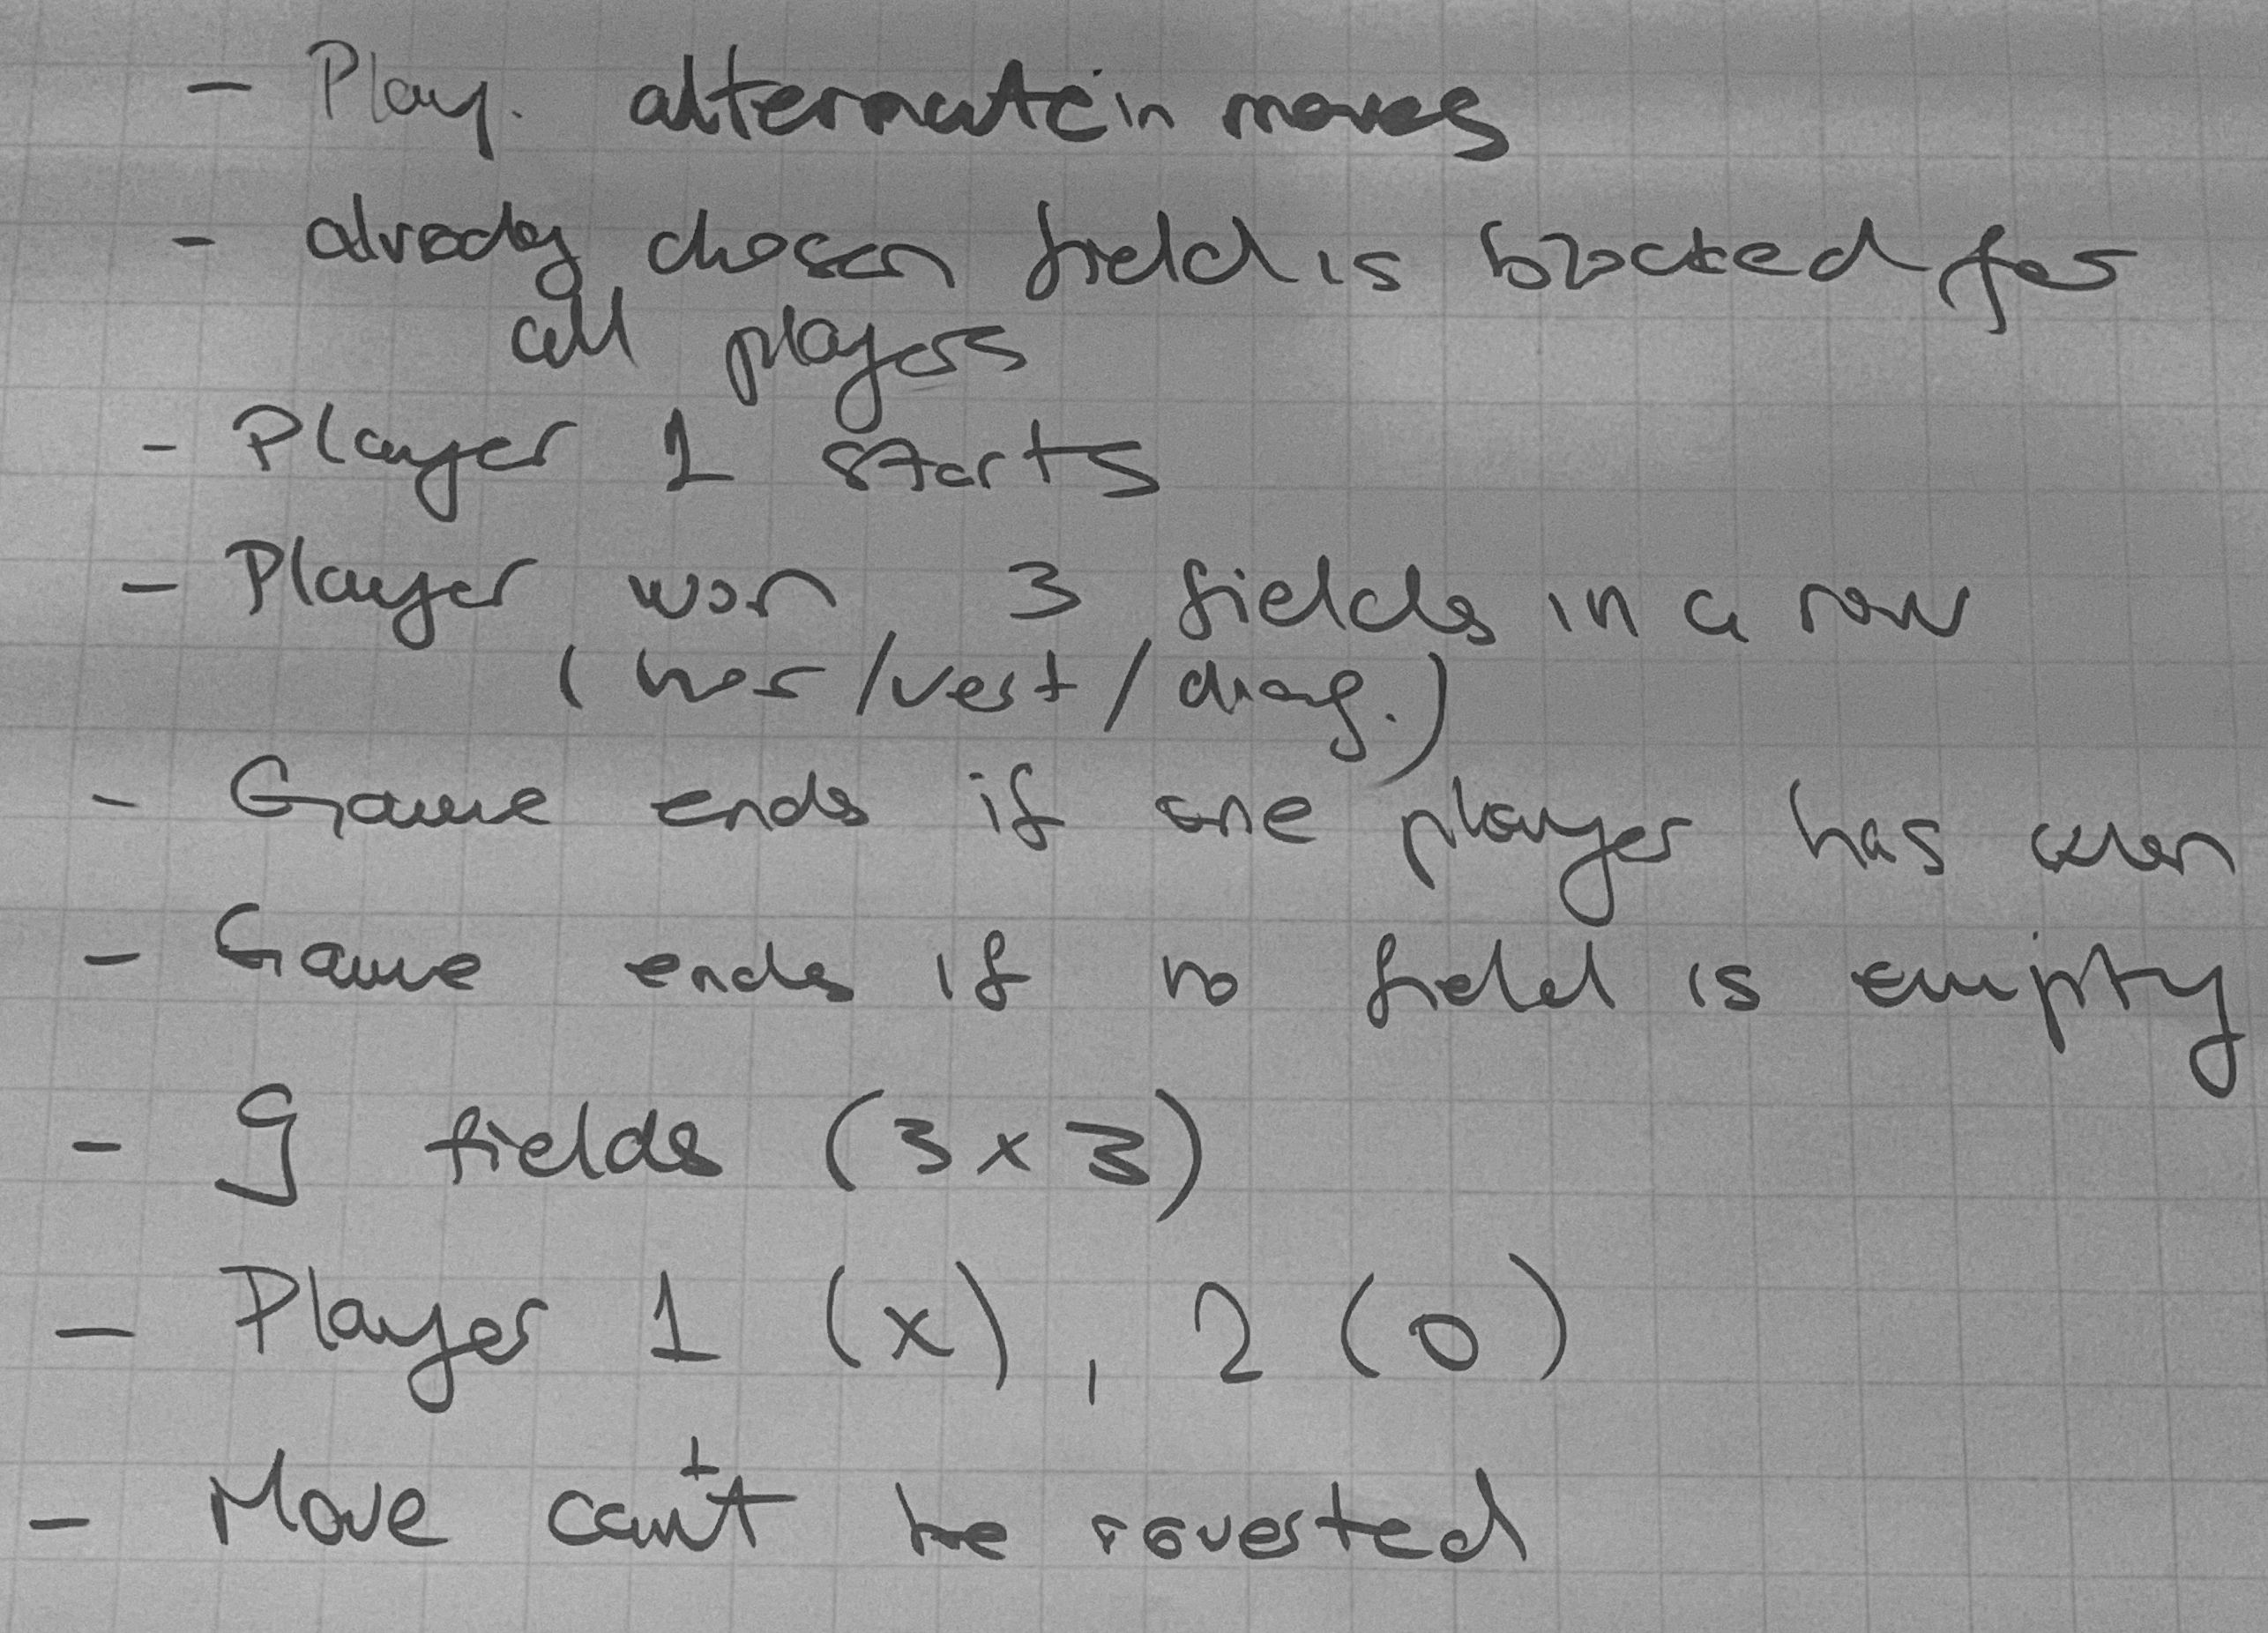 - Play. alternate in moves
- already chosen field is blocked for
all players
- Player 1 starts
- Player won 3 fields in a row
(hor/vert/diag.)
- Game ends if one player has won
- Game ends if no field is empty
- 9 fields (3x3)
- Player 1 (x), 2 (o)
- Move can't be reverted